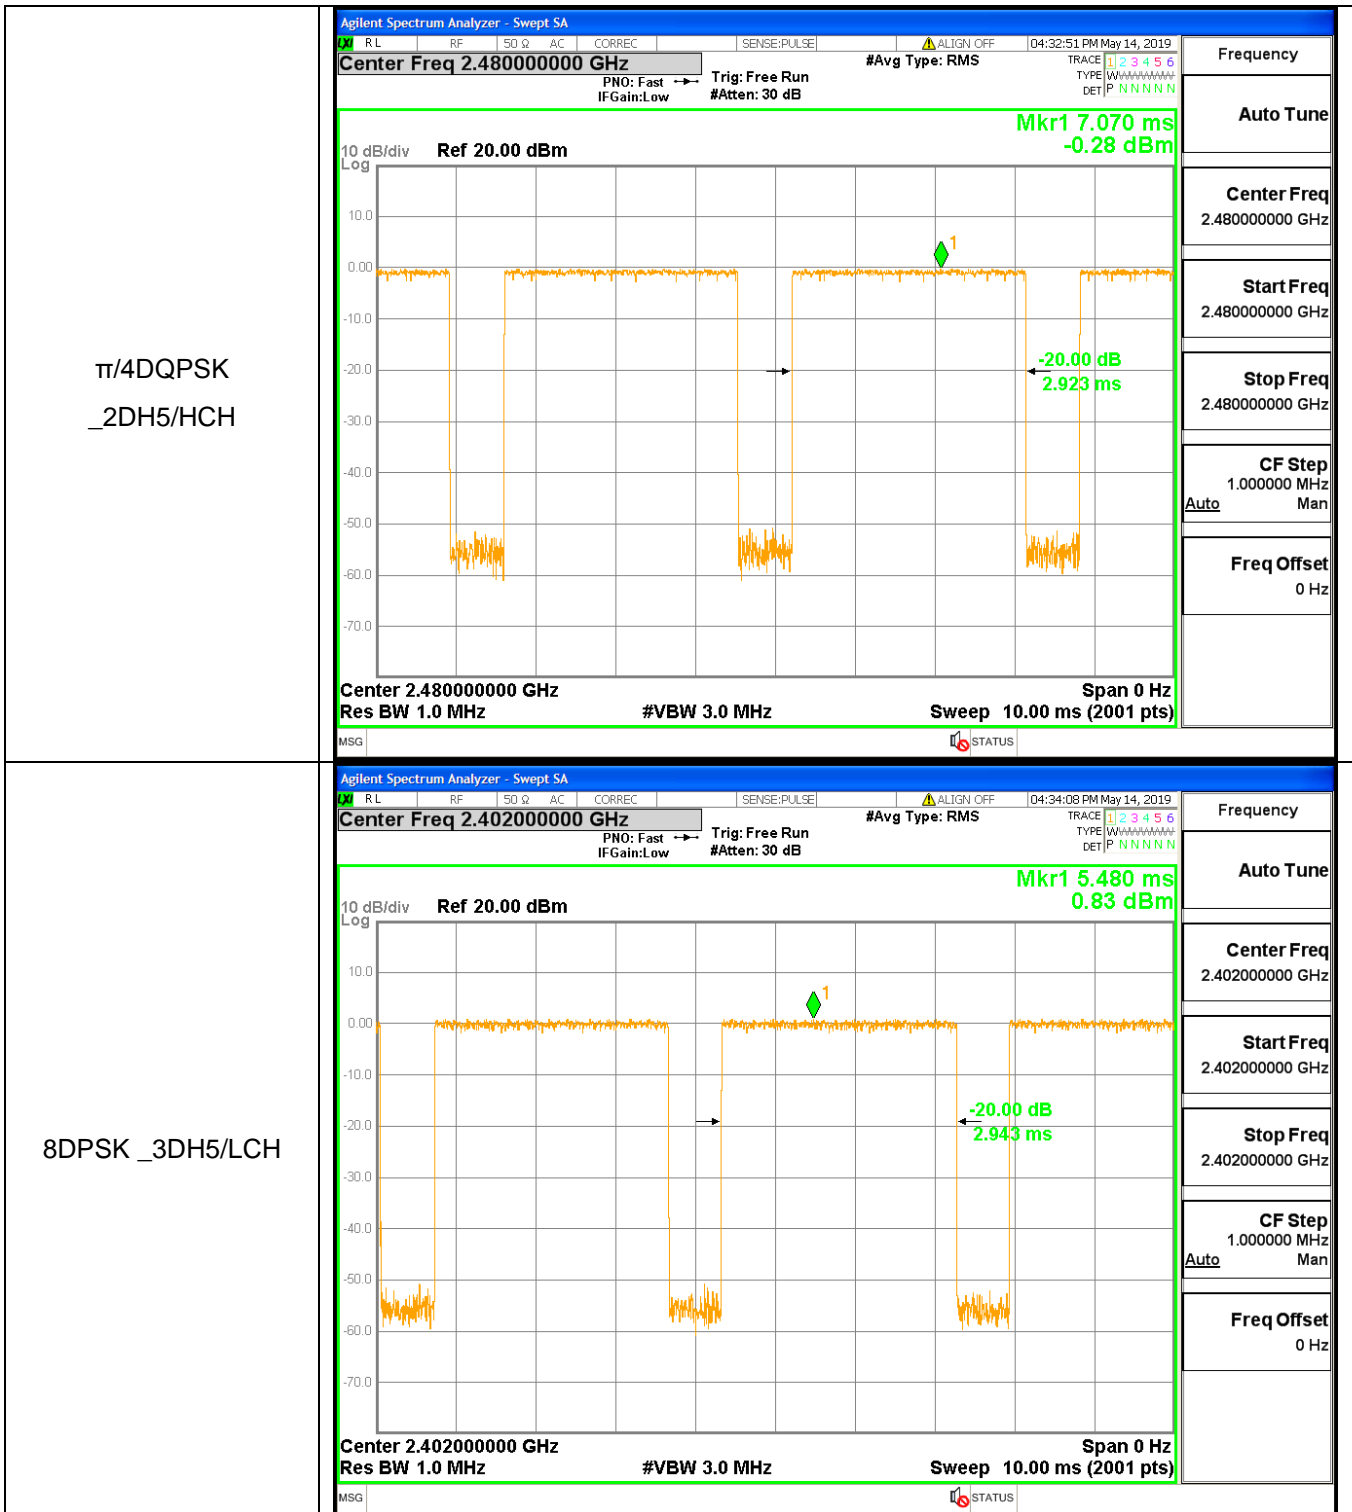 π/4DQPSK
_2DH5/HCH
Agilent Spectrum Analyzer - Swept SA
LXI RL RF 50 Ω AC CORREC SENSE:PULSE ALIGN OFF 04:32:51 PM May 14, 2019
Center Freq 2.480000000 GHz #Avg Type: RMS TRACE 1 2 3 4 5 6
PNO: Fast Trig: Free Run TYPE
IFGain:Low #Atten: 30 dB DET P N N N N N
Frequency
Auto Tune
Mkr1 7.070 ms
-0.28 dBm
10 dB/div Ref 20.00 dBm
Log
10.0
1
0.00
-10.0
-20.0
-20.00 dB
2.923 ms
-30.0
-40.0
-50.0
-60.0
-70.0
Center Freq
2.480000000 GHz
Start Freq
2.480000000 GHz
Stop Freq
2.480000000 GHz
CF Step
1.000000 MHz
Auto Man
Freq Offset
0 Hz
Center 2.480000000 GHz Span 0 Hz
Res BW 1.0 MHz #VBW 3.0 MHz Sweep 10.00 ms (2001 pts)
MSG STATUS
8DPSK _3DH5/LCH
Agilent Spectrum Analyzer - Swept SA
LXI RL RF 50 Ω AC CORREC SENSE:PULSE ALIGN OFF 04:34:08 PM May 14, 2019
Center Freq 2.402000000 GHz #Avg Type: RMS TRACE 1 2 3 4 5 6
PNO: Fast Trig: Free Run TYPE
IFGain:Low #Atten: 30 dB DET P N N N N N
Frequency
Auto Tune
Mkr1 5.480 ms
0.83 dBm
10 dB/div Ref 20.00 dBm
Log
10.0
1
0.00
-10.0
-20.0
-20.00 dB
2.943 ms
-30.0
-40.0
-50.0
-60.0
-70.0
Center Freq
2.402000000 GHz
Start Freq
2.402000000 GHz
Stop Freq
2.402000000 GHz
CF Step
1.000000 MHz
Auto Man
Freq Offset
0 Hz
Center 2.402000000 GHz Span 0 Hz
Res BW 1.0 MHz #VBW 3.0 MHz Sweep 10.00 ms (2001 pts)
MSG STATUS